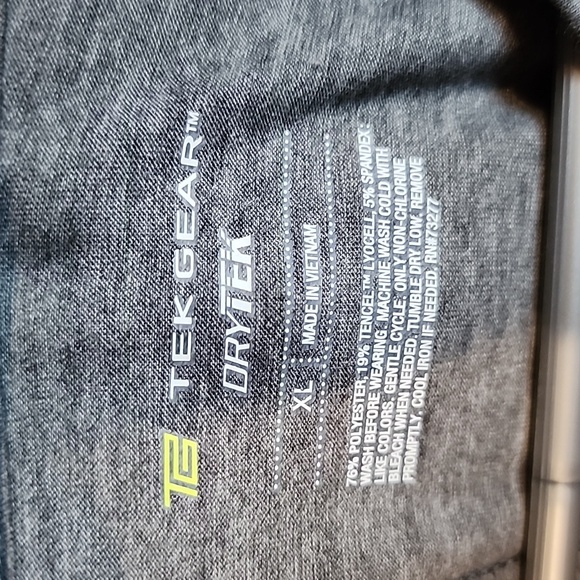 TE TEK GEAR™
DRYTEK
XL MADE IN VIETNAM
76% POLYESTER, 19% TENCEL™ LYOCELL, 5% SPANDEX.
WASH BEFORE WEARING. MACHINE WASH COLD WITH
LIKE COLORS, GENTLE CYCLE. ONLY NON-CHLORINE
BLEACH WHEN NEEDED. TUMBLE DRY LOW. REMOVE
PROMPTLY. COOL IRON IF NEEDED. RN#73277